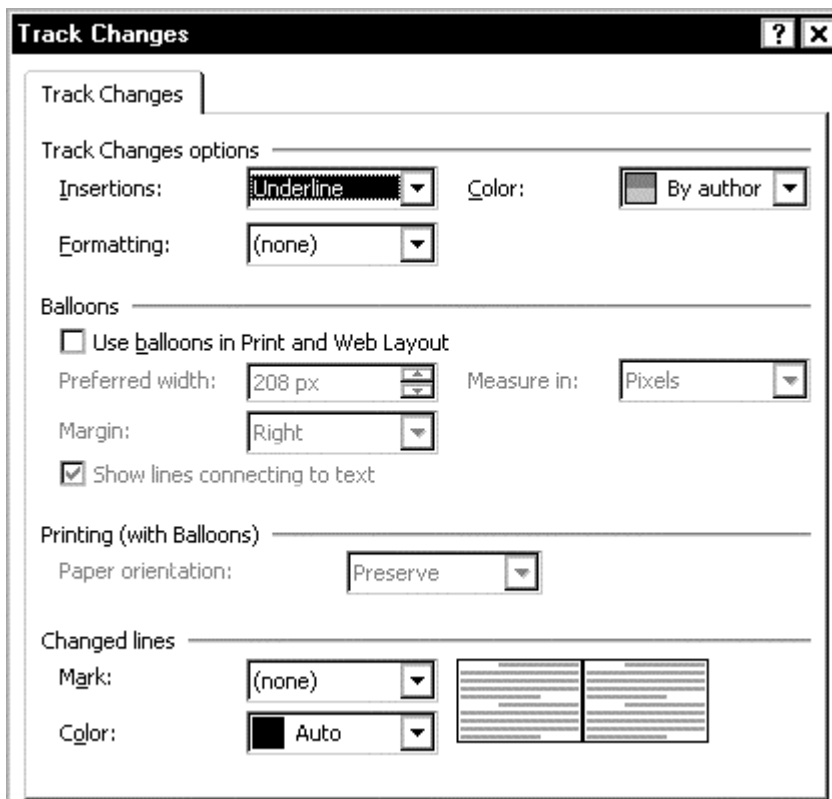 Track Changes
Track Changes
Track Changes options
Insertions: Underline Color: By author
Formatting: (none)
Balloons
Use balloons in Print and Web Layout
Preferred width: 208 px Measure in: Pixels
Margin: Right
Show lines connecting to text
Printing (with Balloons)
Paper orientation: Preserve
Changed lines
Mark: (none)
Color: Auto